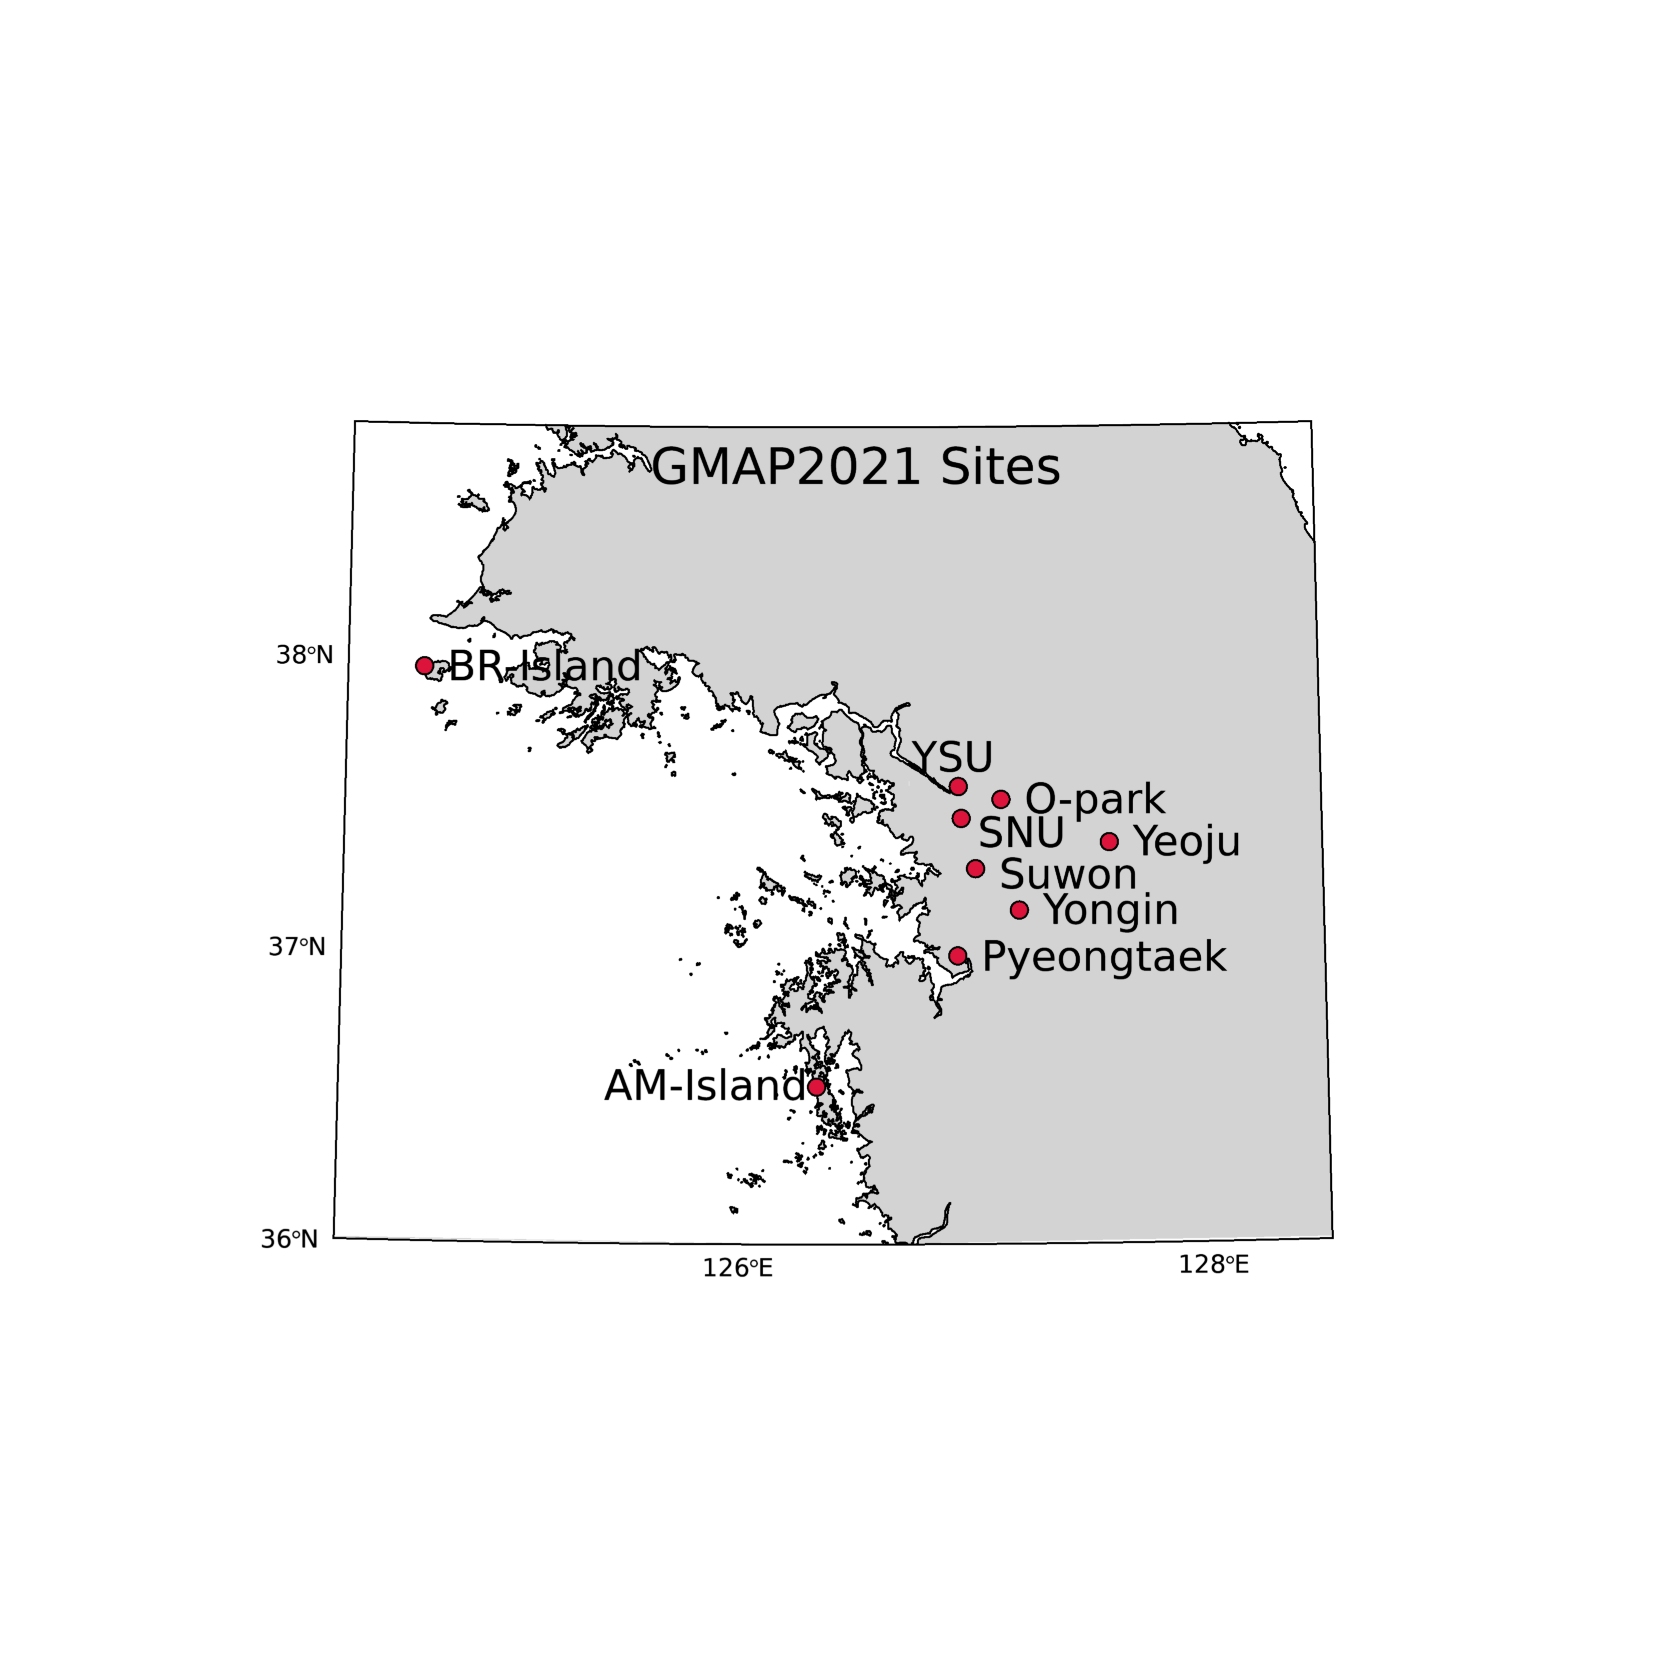 GMAP2021 Sites
38°N
BR-Island
YSU
O-park
SNU
Yeoju
Suwon
Yongin
37°N
Pyeongtaek
AM-Island
36°N
126°E
128°E